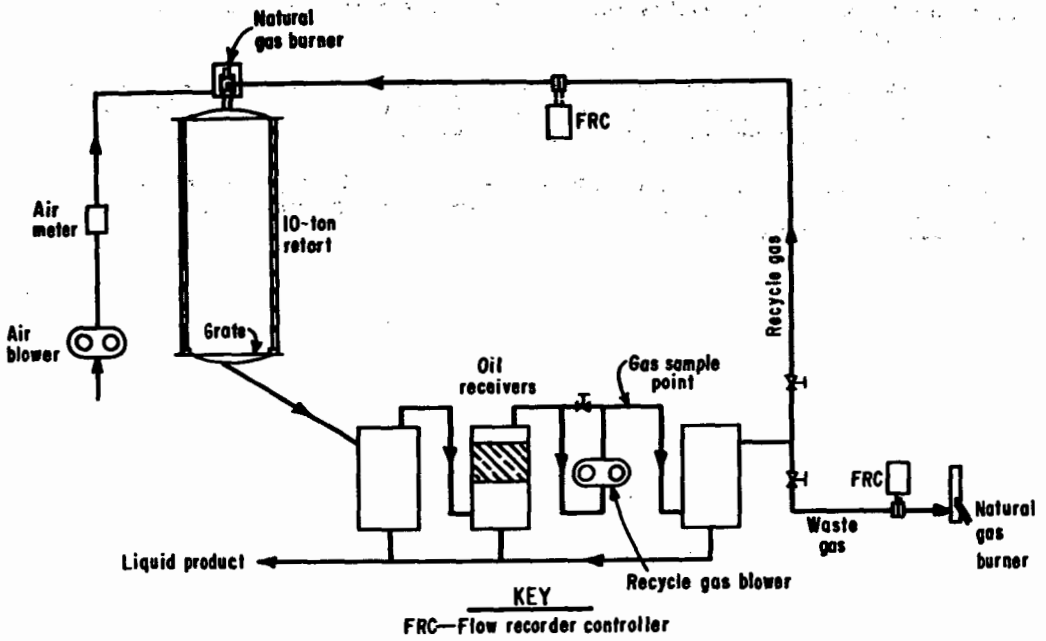 Natural
gas burner
FRC
Air
meter
10-ton
retort
Recycle gas
Air
blower
Grate
Oil
receivers
Gas sample
point
FRC
Waste
gas
Natural
gas
burner
Liquid product
Recycle gas blower
KEY
FRC—Flow recorder controller